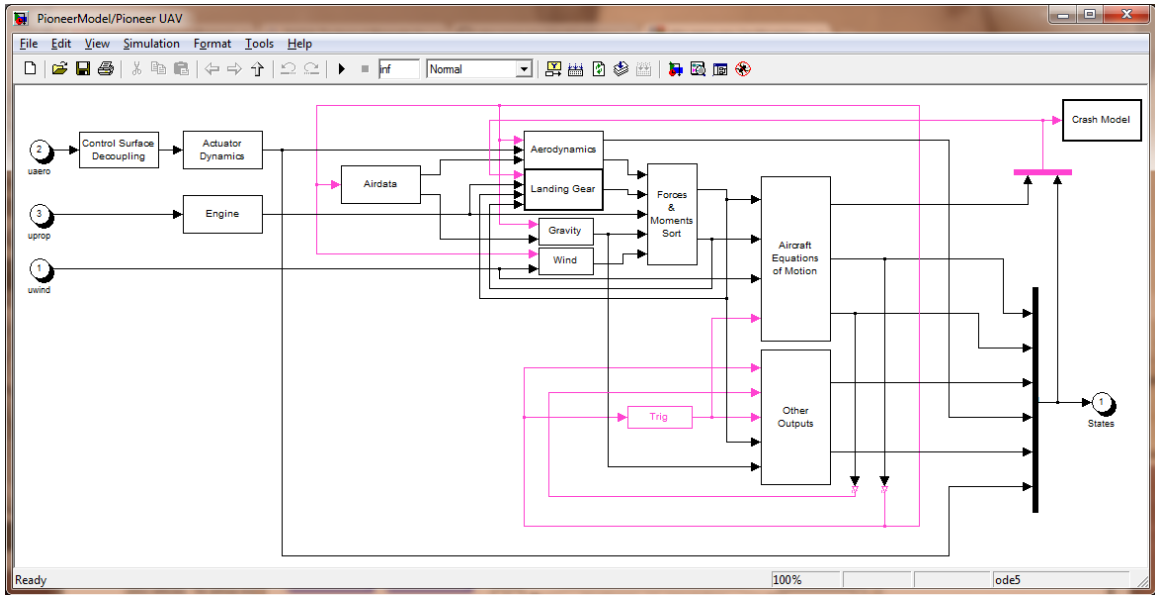 PioneerModel/Pioneer UAV
File Edit View Simulation Format Tools Help
inf Normal
Crash Model
2
uaero
Control Surface
Decoupling
Actuator
Dynamics
Aerodynamics
Airdata
Landing Gear
Forces
&
Moments
Sort
3
uprop
Engine
Gravity
Wind
Aircraft
Equations
of Motion
1
uwind
Trig
Other
Outputs
1
States
Ready 100% ode5